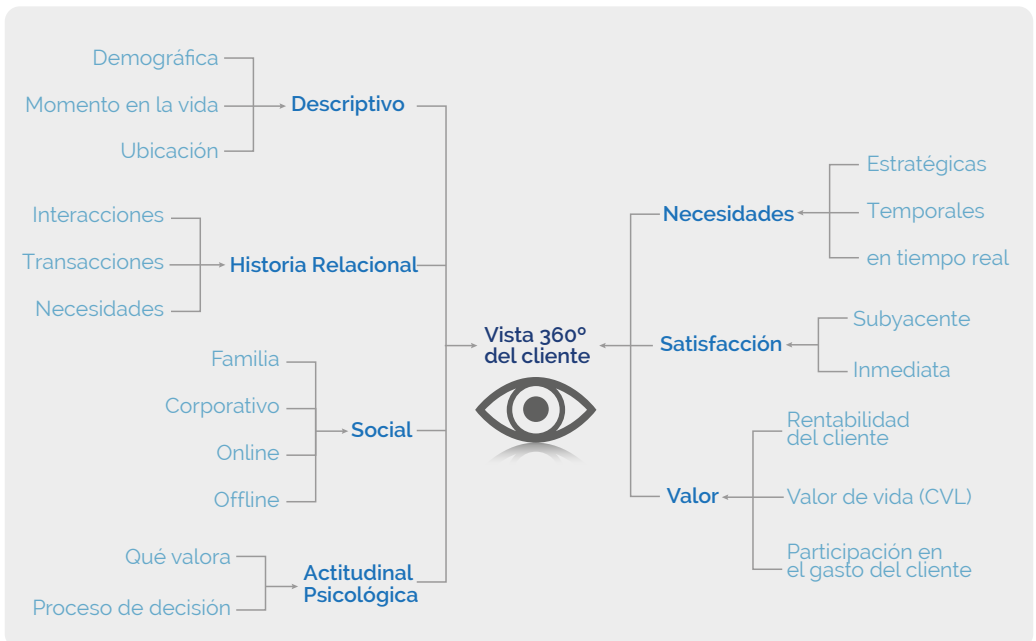 Demográfica
Momento en la vida
Ubicación
Descriptivo
Interacciones
Transacciones
Necesidades
Historia Relacional
Familia
Corporativo
Online
Offline
Social
Qué valora
Proceso de decisión
Actitudinal
Psicológica
Vista 360º
del cliente
Necesidades
Estratégicas
Temporales
en tiempo real
Satisfacción
Subyacente
Inmediata
Valor
Rentabilidad
del cliente
Valor de vida (CVL)
Participación en
el gasto del cliente